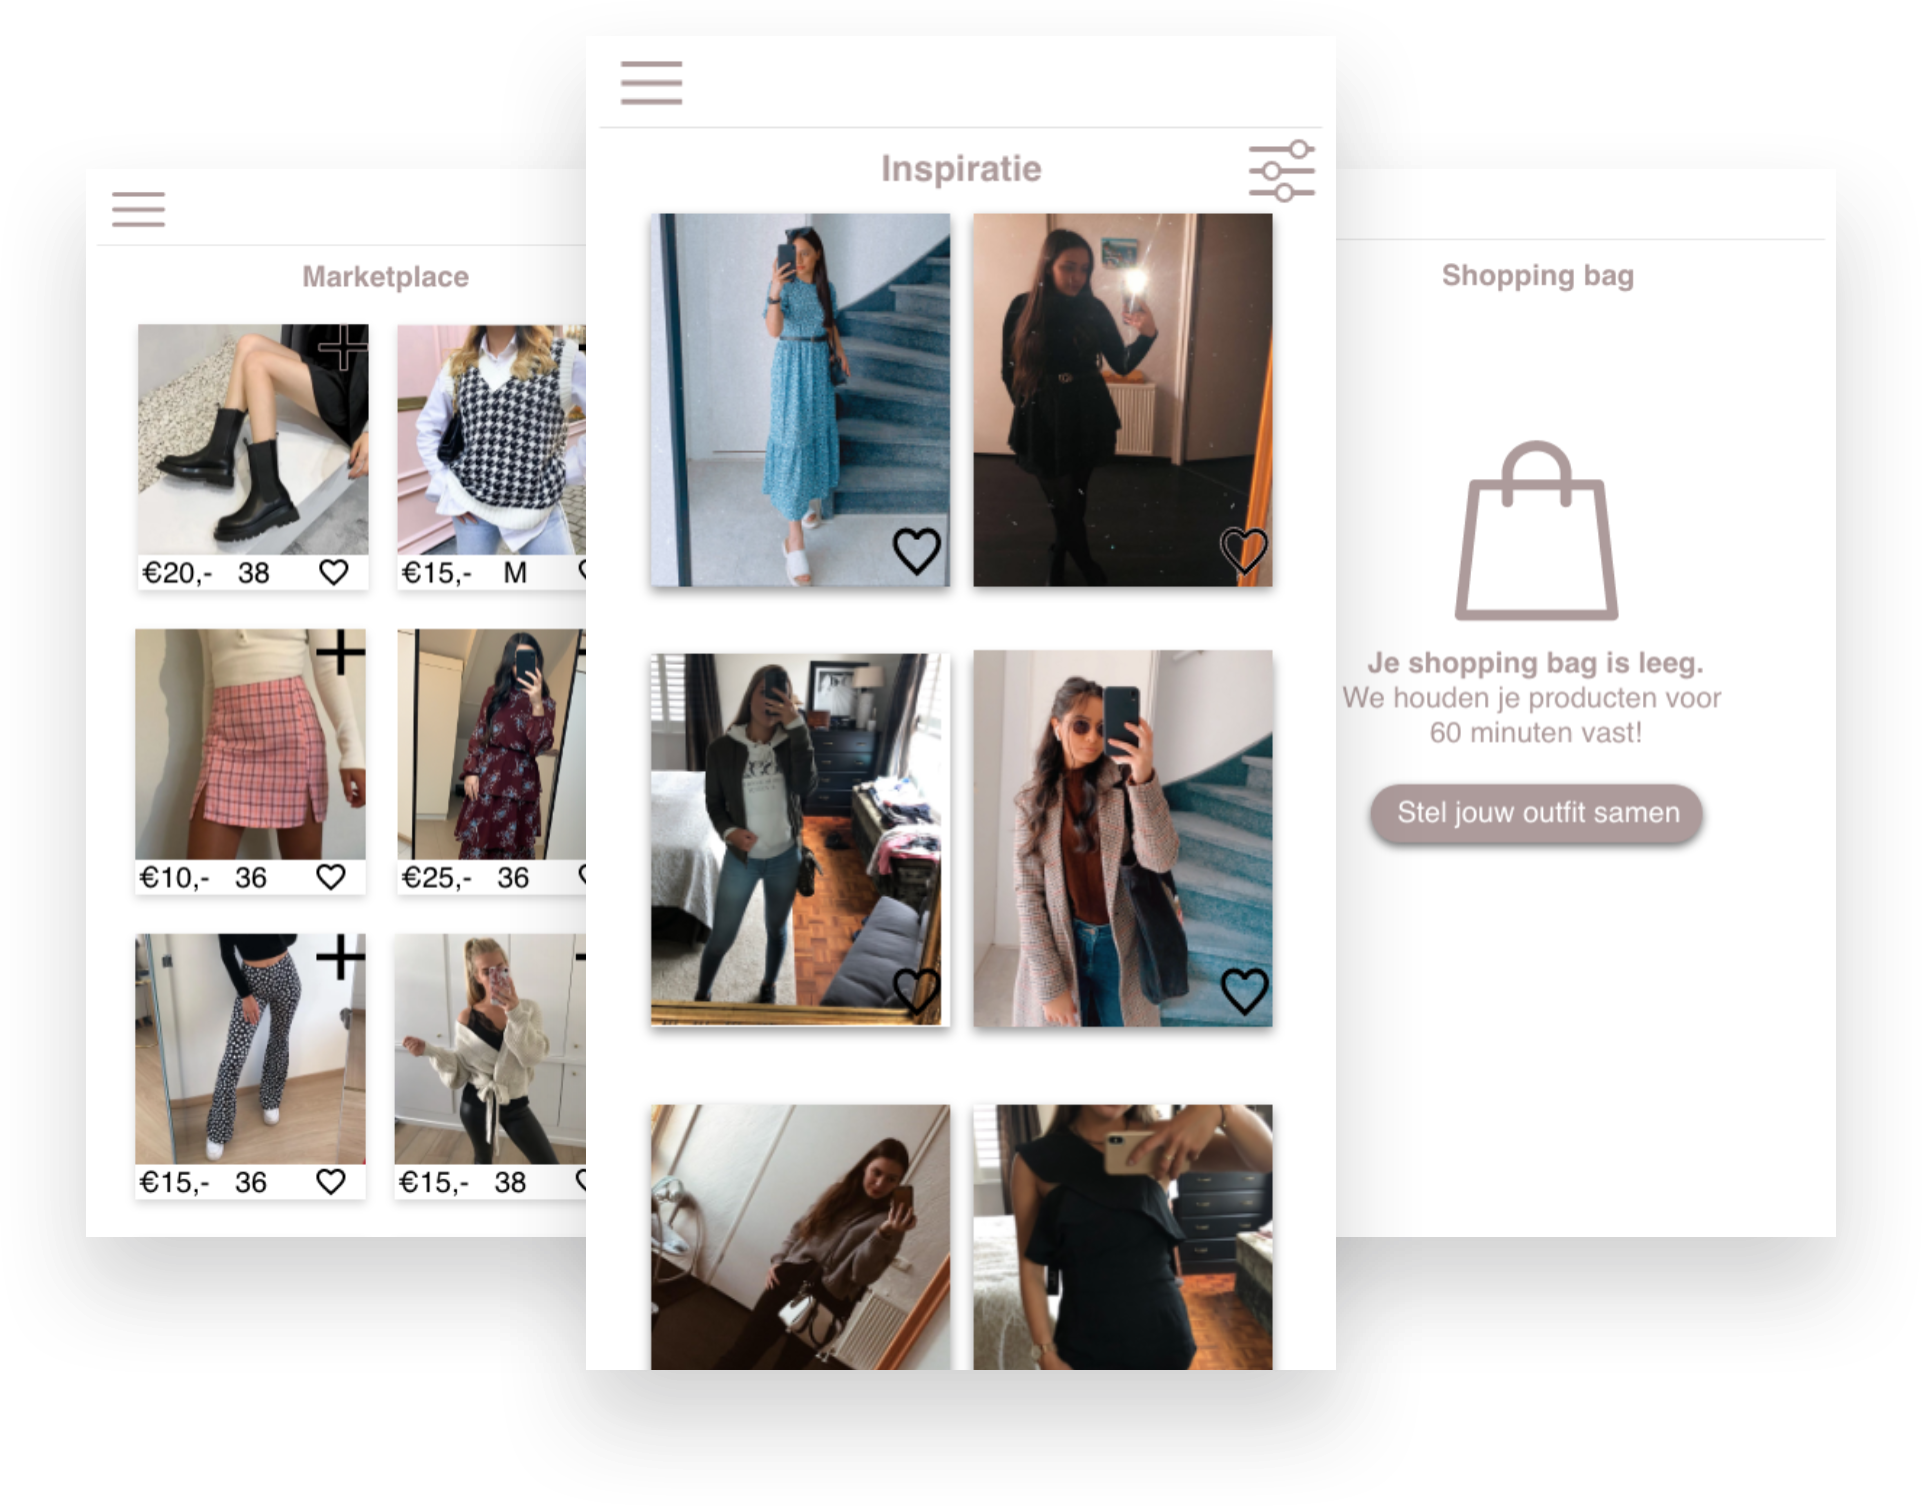 Marketplace
€20,- 38
€15,- M
€10,- 36
€25,- 36
€15,- 36
€15,- 38
Inspiratie
Shopping bag
Je shopping bag is leeg.
We houden je producten voor
60 minuten vast!
Stel jouw outfit samen